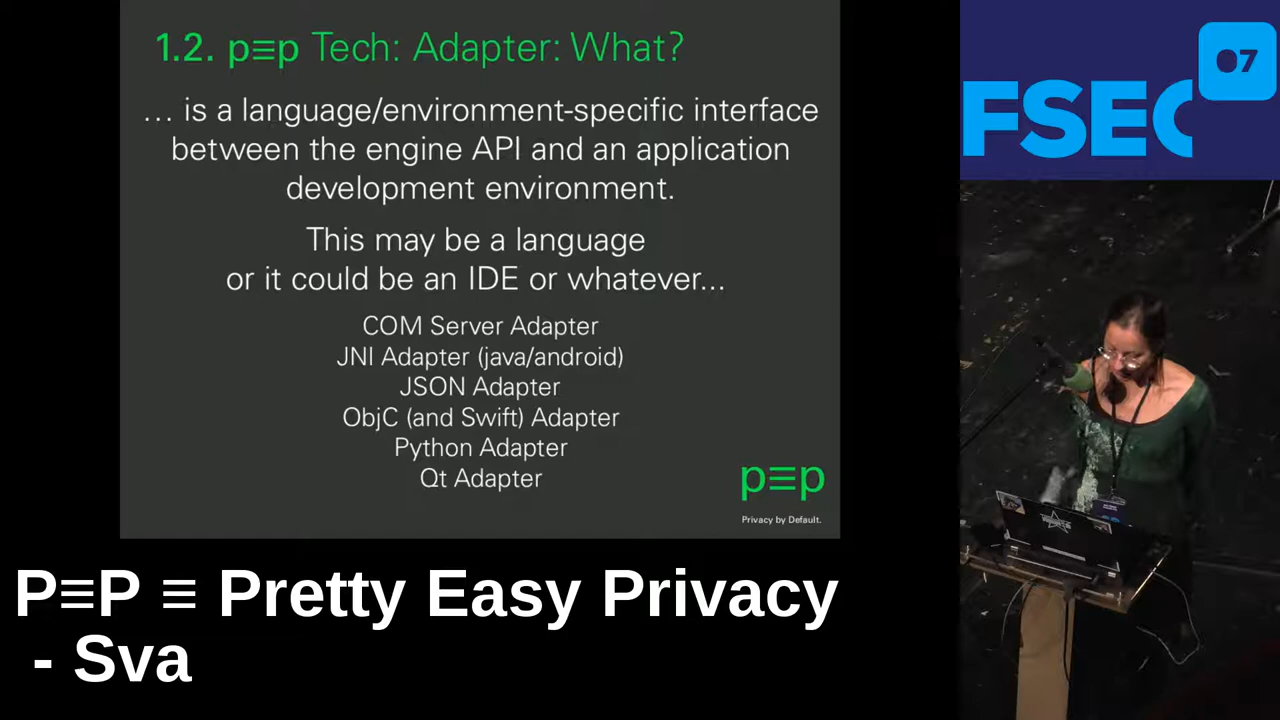 1.2. p≡p Tech: Adapter: What?
… is a language/environment-specific interface
between the engine API and an application
development environment.
This may be a language
or it could be an IDE or whatever...
COM Server Adapter
JNI Adapter (java/android)
JSON Adapter
ObjC (and Swift) Adapter
Python Adapter
Qt Adapter
p≡p
Privacy by Default.
07
FSEC
P≡P ≡ Pretty Easy Privacy
- Sva